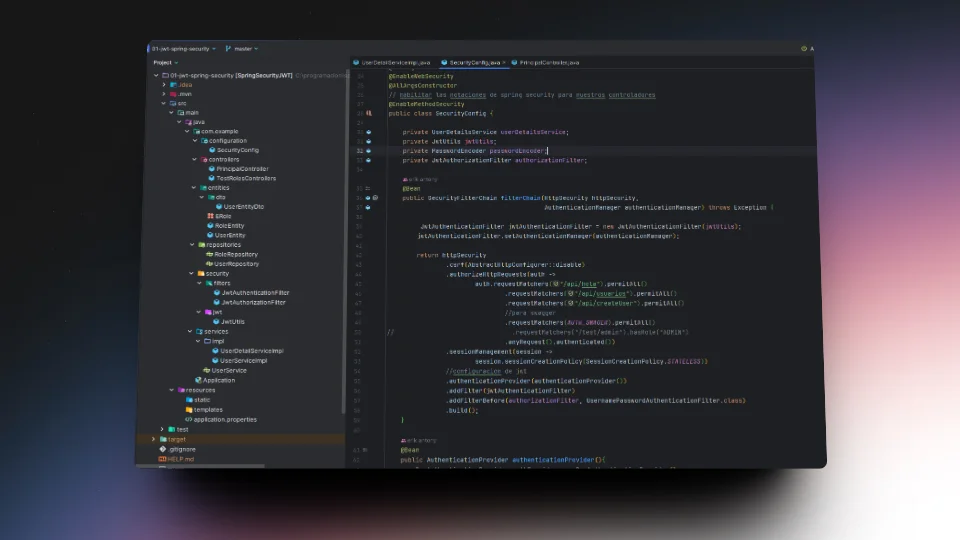 01-jwt-spring-security
master
Project
01-jwt-spring-security [SpringSecurityJWT]
.idea
.mvn
src
main
java
com.example
configuration
SecurityConfig
controllers
PrincipalController
TestRolesControllers
entities
dto
UserEntityDto
ERole
RoleEntity
UserEntity
repositories
RoleRepository
UserRepository
security
filters
JwtAuthenticationFilter
JwtAuthorizationFilter
jwt
JwtUtils
services
impl
UserDetailServiceImpl
UserServiceImpl
UserService
Application
resources
static
templates
application.properties
test
target
.gitignore
HELP.md
UserDetailServiceImpl.java
SecurityConfig.java
PrincipalController.java
@EnableWebSecurity
@AllArgsConstructor
// habilitar las notaciones de spring security para nuestros controladores
@EnableMethodSecurity
public class SecurityConfig {
private UserDetailsService userDetailsService;
private JwtUtils jwtUtils;
private PasswordEncoder passwordEncoder;
private JwtAuthorizationFilter authorizationFilter;
@Bean
public SecurityFilterChain filterChain(HttpSecurity httpSecurity,
AuthenticationManager authenticationManager) throws Exception {
JwtAuthenticationFilter jwtAuthenticationFilter = new JwtAuthenticationFilter(jwtUtils);
jwtAuthenticationFilter.setAuthenticationManager(authenticationManager);
return httpSecurity
.csrf(AbstractHttpConfigurer::disable)
.authorizeHttpRequests(auth ->
auth.requestMatchers("/api/hola").permitAll()
.requestMatchers("/api/usuarios").permitAll()
.requestMatchers("/api/createUser").permitAll()
//para swagger
.requestMatchers().permitAll()
// .requestMatchers("/test/admin").hasRole("ADMIN")
.anyRequest().authenticated())
.sessionManagement(session ->
session.sessionCreationPolicy(SessionCreationPolicy.STATELESS))
//configuracion de jwt
.authenticationProvider(authenticationProvider())
.addFilter(jwtAuthenticationFilter)
.addFilterBefore(authorizationFilter, UsernamePasswordAuthenticationFilter.class)
.build();
}
@Bean
public AuthenticationProvider authenticationProvider(){